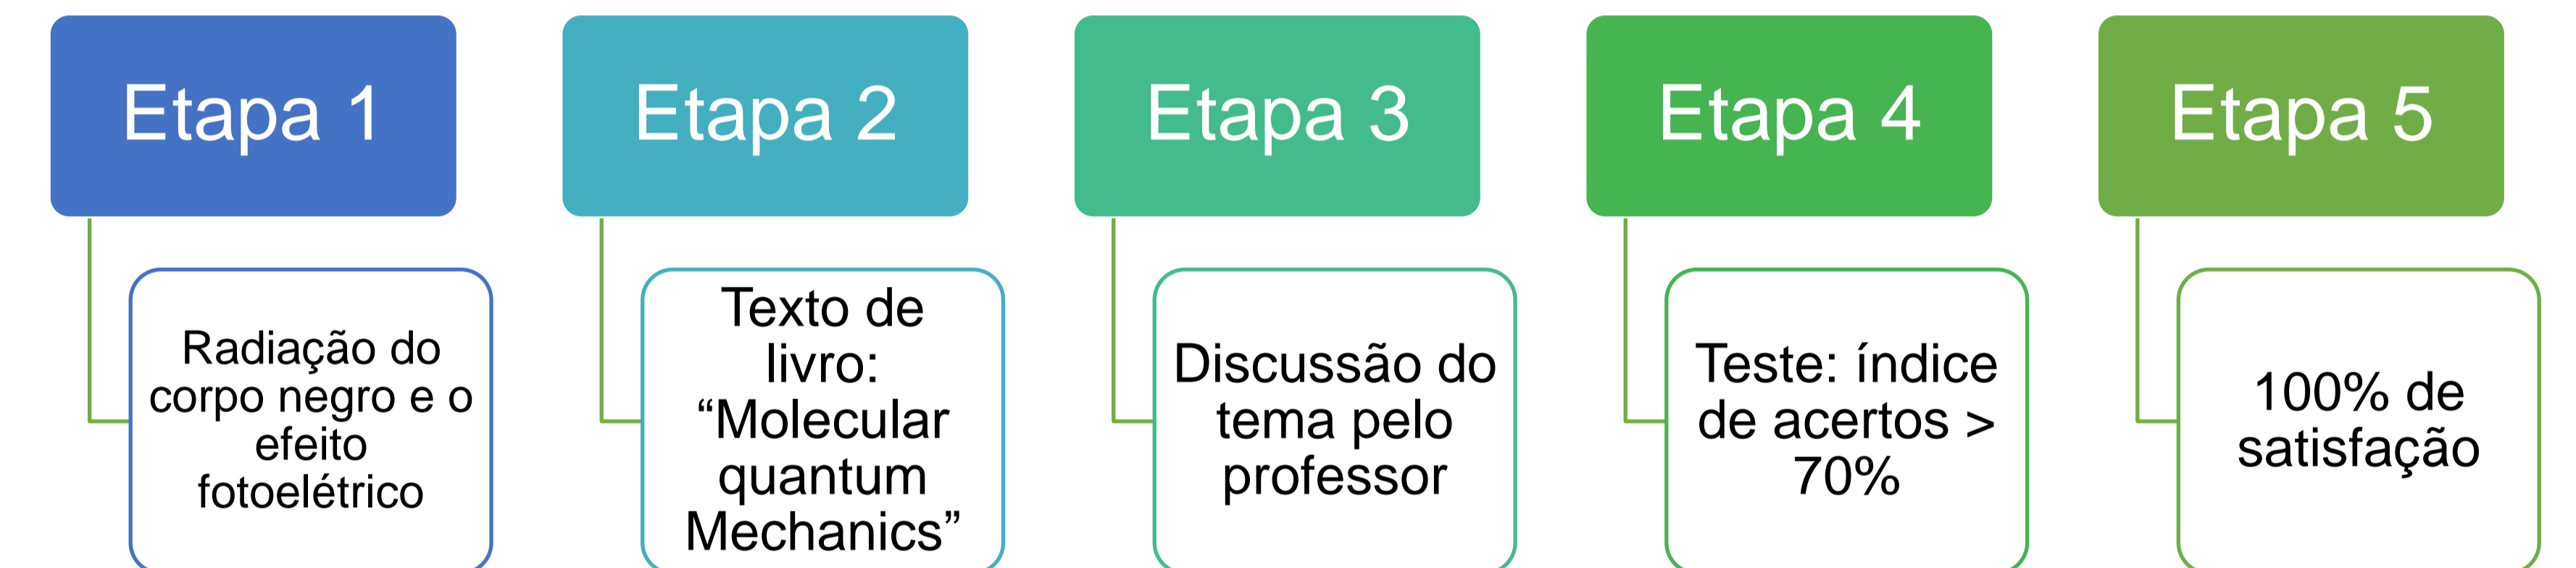 Etapa 1
Etapa 2
Etapa 3
Etapa 4
Etapa 5
Radiação do
corpo negro e o
efeito
fotoelétrico
Texto de
livro:
“Molecular
quantum
Mechanics”
Discussão do
tema pelo
professor
Teste: índice
de acertos >
70%
100% de
satisfação